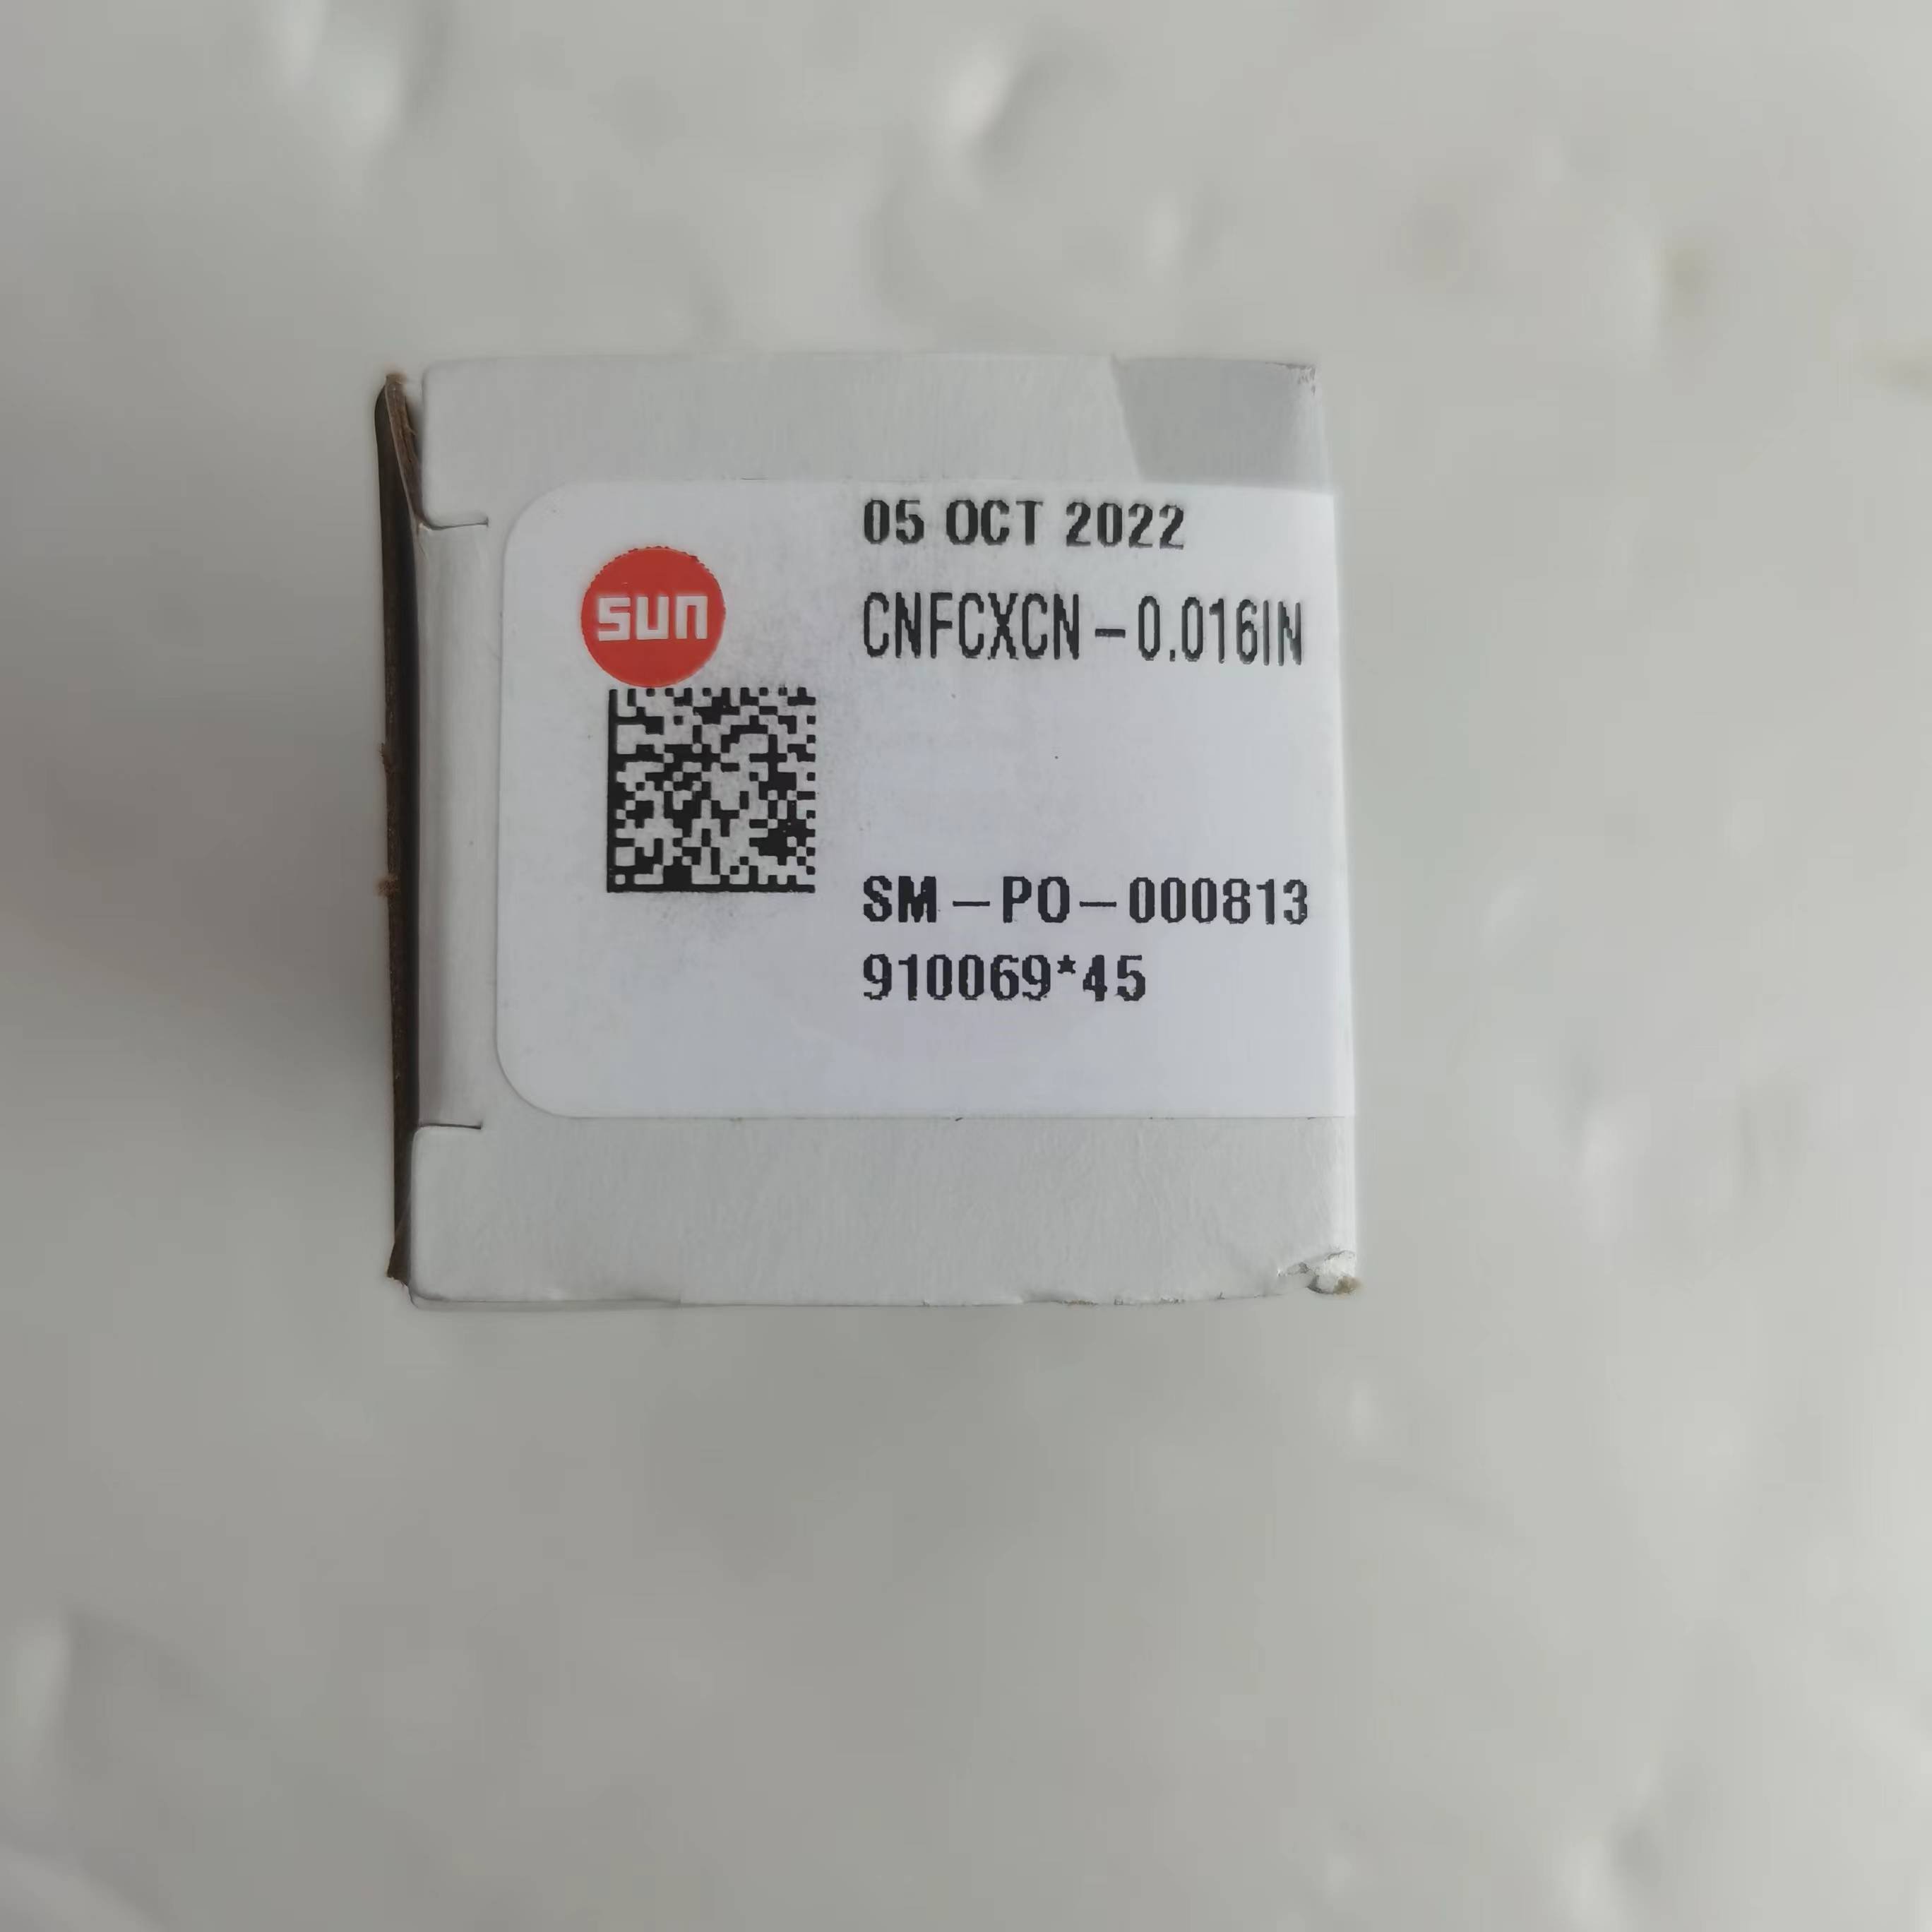 05 OCT 2022
sun
CNFCXCN-0.016IN
SM-PO-000813
910069*45